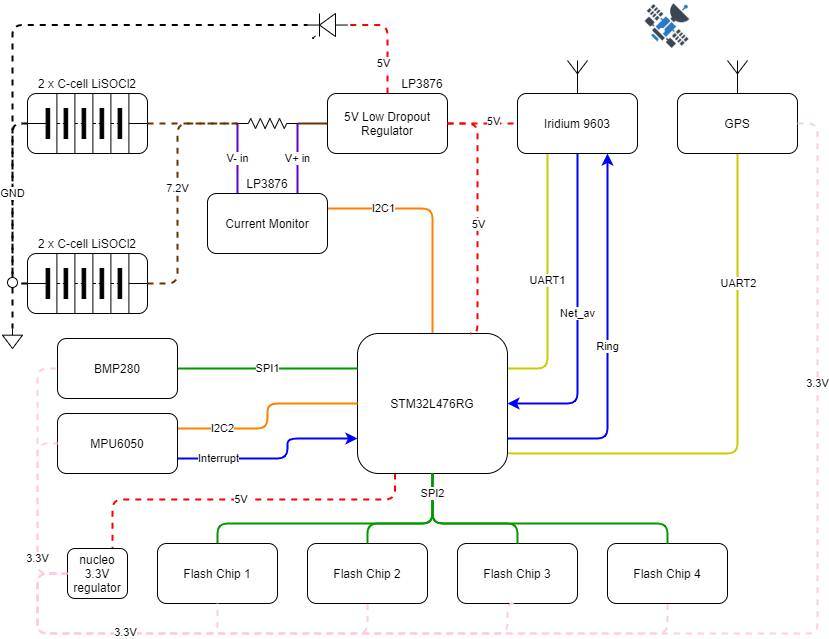 5V
2 x C-cell LiSOCl2
LP3876
5V Low Dropout
Regulator
5V
Iridium 9603
GPS
V- in
V+ in
GND
7.2V
LP3876
Current Monitor
I2C1
5V
2 x C-cell LiSOCl2
UART1
UART2
Net_av
Ring
BMP280
SPI1
STM32L476RG
3.3V
MPU6050
I2C2
Interrupt
5V
SPI2
3.3V
nucleo
3.3V
regulator
Flash Chip 1
Flash Chip 2
Flash Chip 3
Flash Chip 4
3.3V